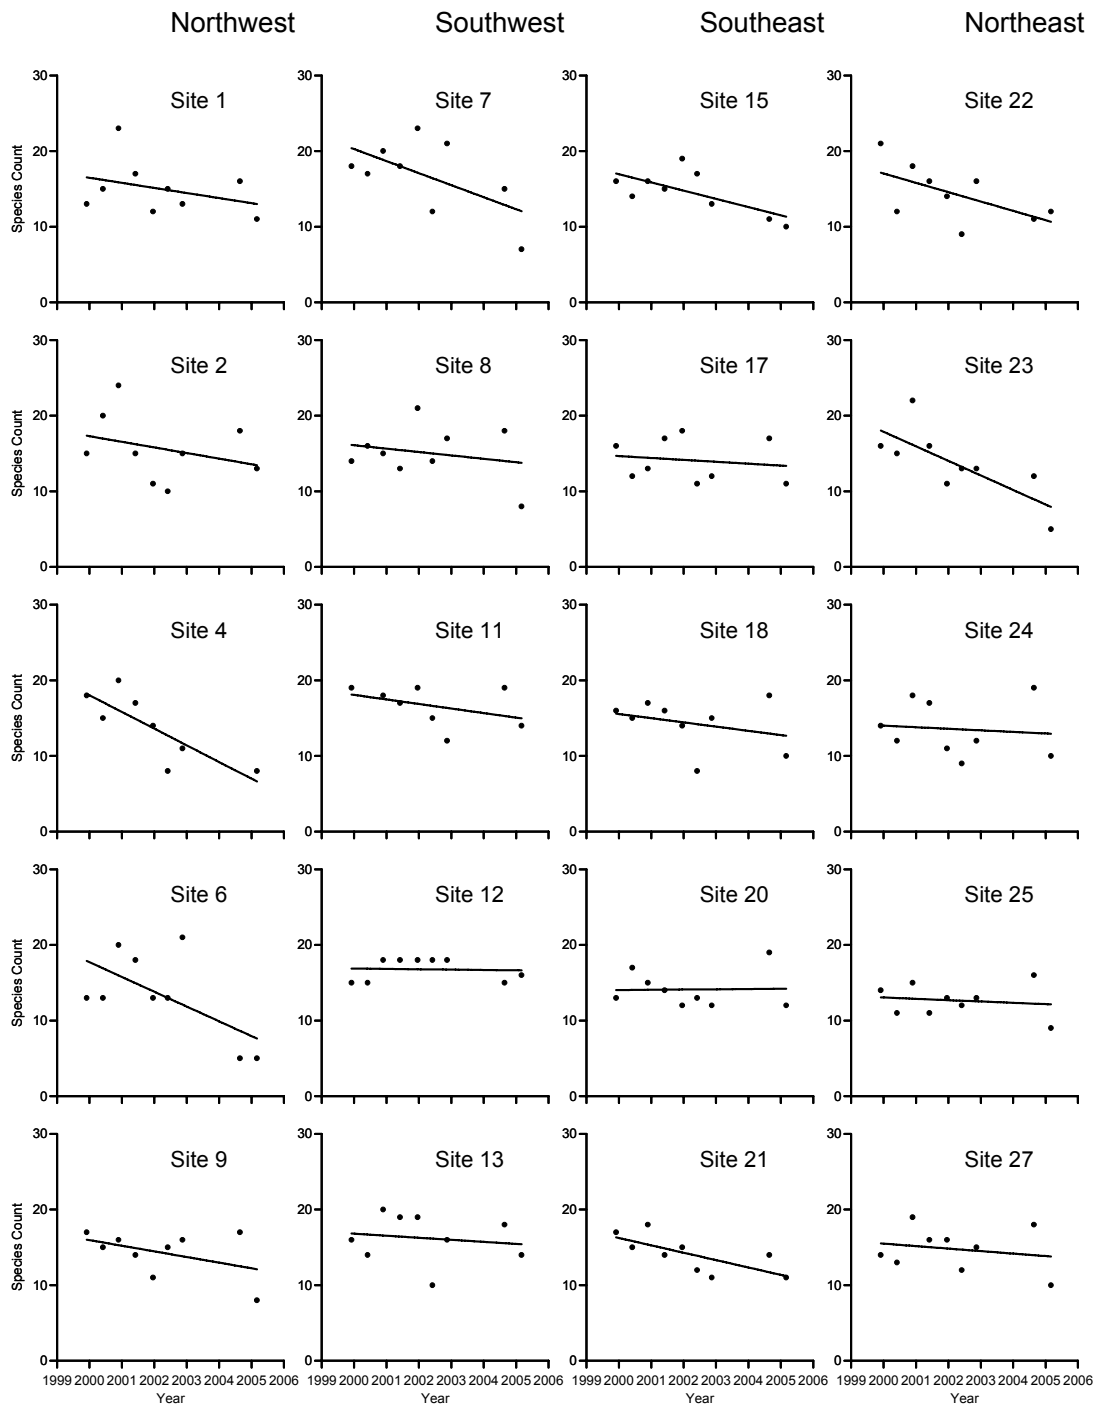 Northwest Southwest Southeast Northeast
30 30 30 30
Site 1 Site 7 Site 15 Site 22
20 20 20 20
Species Count
10 10 10 10
0 0 0 0
30 30 30 30
Site 2 Site 8 Site 17 Site 23
20 20 20 20
Species Count
10 10 10 10
0 0 0 0
30 30 30 30
Site 4 Site 11 Site 18 Site 24
20 20 20 20
Species Count
10 10 10 10
0 0 0 0
30 30 30 30
Site 6 Site 12 Site 20 Site 25
20 20 20 20
Species Count
10 10 10 10
0 0 0 0
30 30 30 30
Site 9 Site 13 Site 21 Site 27
20 20 20 20
Species Count
10 10 10 10
0 0 0 0
1999 2000 2001 2002 2003 2004 2005 2006 1999 2000 2001 2002 2003 2004 2005 2006 1999 2000 2001 2002 2003 2004 2005 2006 1999 2000 2001 2002 2003 2004 2005 2006
Year Year Year Year